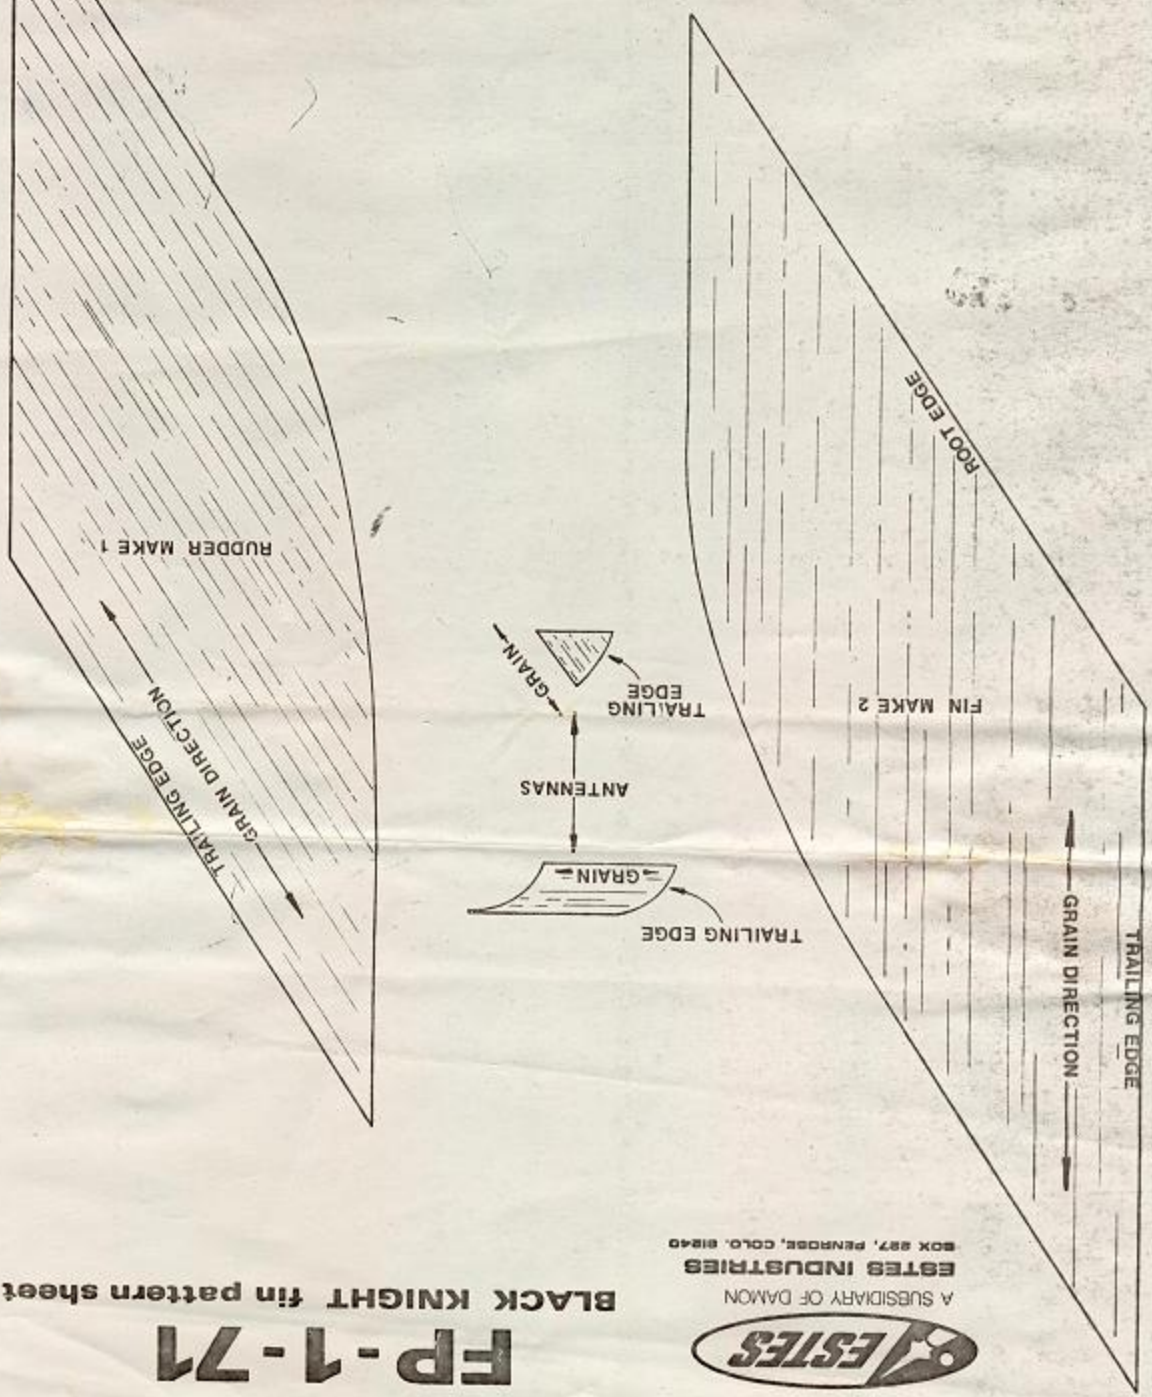 ESTES
A SUBSIDIARY OF DAMON
ESTES INDUSTRIES
BOX 227, PENROSE, COLO. 81240
FP-1-71
BLACK KNIGHT fin pattern sheet
TRAILING EDGE
GRAIN DIRECTION
FIN MAKE 2
ROOT EDGE
TRAILING EDGE
GRAIN
ANTENNAS
TRAILING
EDGE
GRAIN
TRAILING EDGE
GRAIN DIRECTION
RUDDER MAKE 1